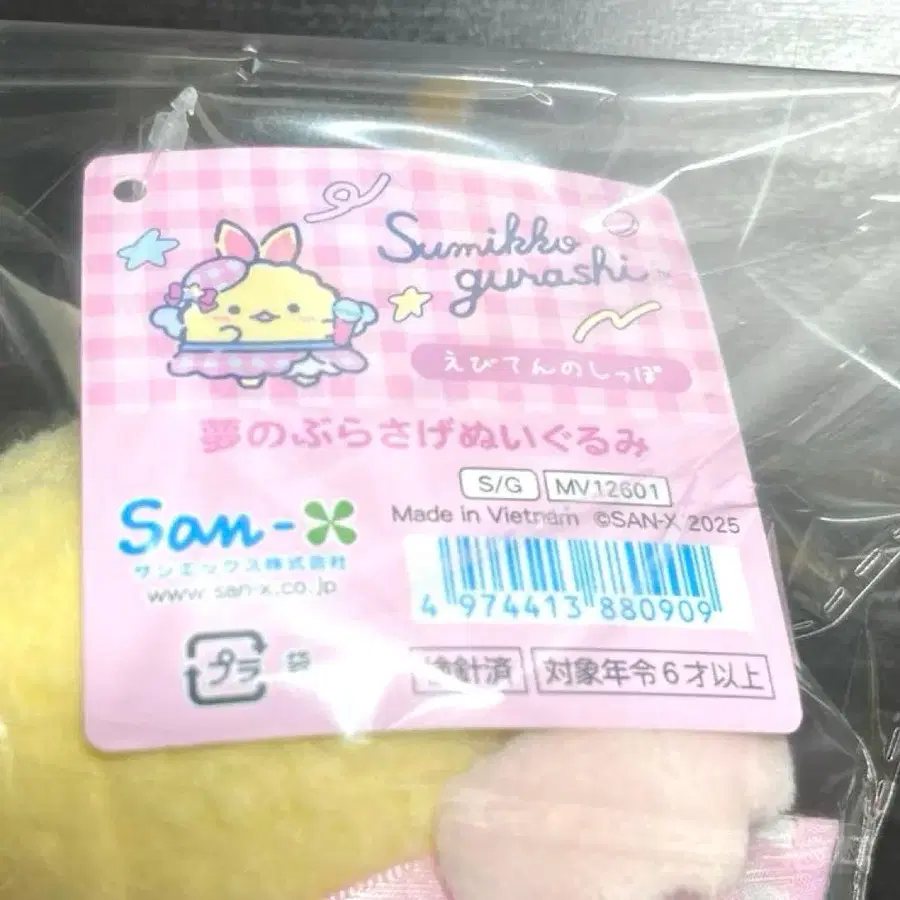 Sumikko
gurashi
えびてんのしっぽ
夢のぶらさげぬいぐるみ
S/G MV12601
Made in Vietnam ©SAN-X 2025
San-X
サンエックス株式会社
www.san-x.co.jp
4 974413 880909
プラ 袋
検針済 対象年令6才以上